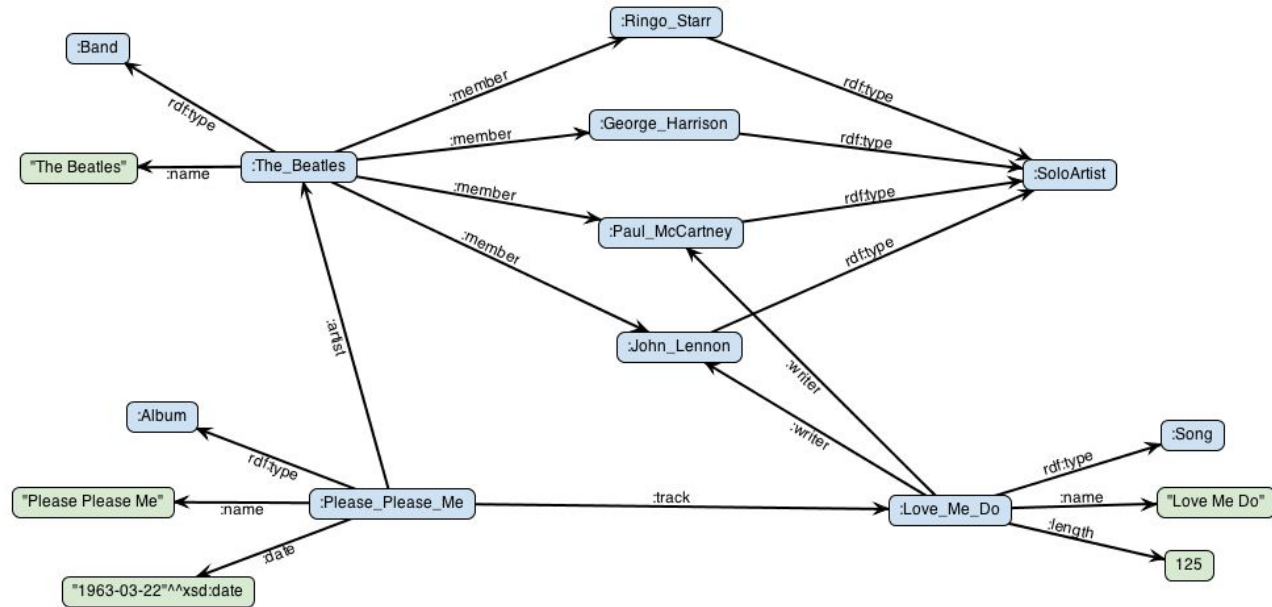 :Ringo_Starr
:Band
:member
rdf:type
rdf:type
:George_Harrison
:member
rdf:type
"The Beatles"
:name
:The_Beatles
:SoloArtist
:member
rdf:type
:Paul_McCartney
:member
rdf:type
:artist
:John_Lennon
:writer
:Album
:writer
:Song
rdf:type
rdf:type
"Please Please Me"
:name
:Please_Please_Me
:track
:Love_Me_Do
:name
"Love Me Do"
:length
:date
125
"1963-03-22"^^xsd:date